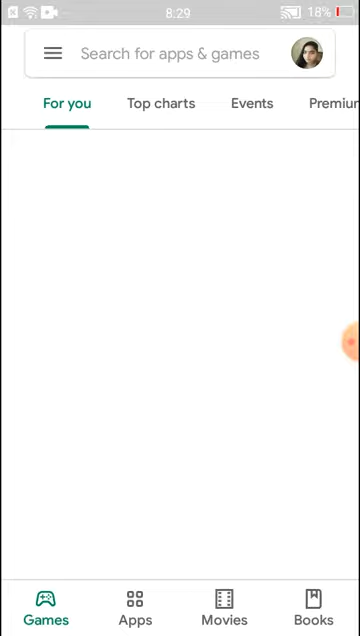 8:29 18%
Search for apps & games
For you Top charts Events Premiun
Games Apps Movies Books